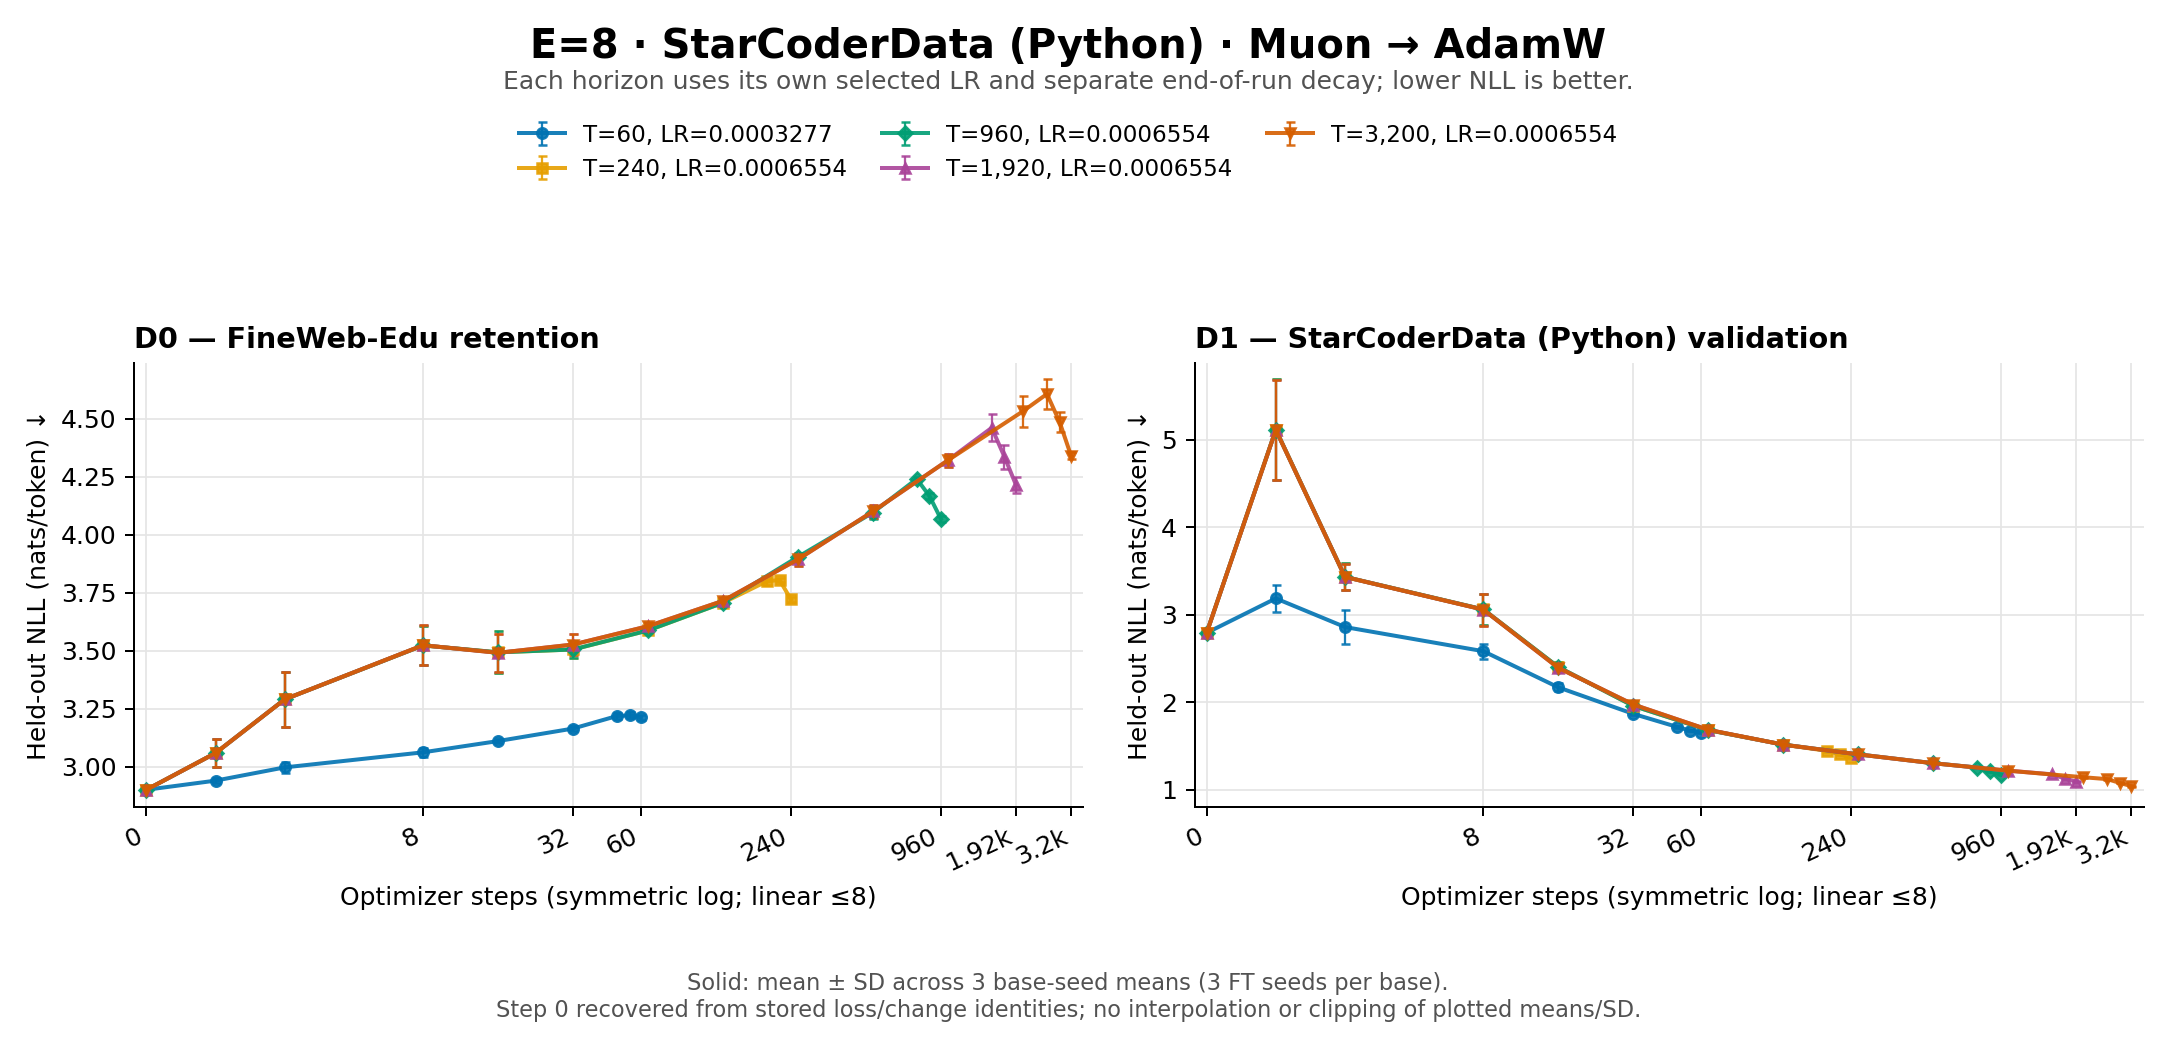 E=8 · StarCoderData (Python) · Muon → AdamW
Each horizon uses its own selected LR and separate end-of-run decay; lower NLL is better.
T=60, LR=0.0003277
T=960, LR=0.0006554
T=3,200, LR=0.0006554
T=240, LR=0.0006554
T=1,920, LR=0.0006554
D0 — FineWeb-Edu retention
Held-out NLL (nats/token) ↓
4.50
4.25
4.00
3.75
3.50
3.25
3.00
0
8
32
60
240
960
1.92k
3.2k
Optimizer steps (symmetric log; linear ≤8)
D1 — StarCoderData (Python) validation
Held-out NLL (nats/token) ↓
5
4
3
2
1
0
8
32
60
240
960
1.92k
3.2k
Optimizer steps (symmetric log; linear ≤8)
Solid: mean ± SD across 3 base-seed means (3 FT seeds per base).
Step 0 recovered from stored loss/change identities; no interpolation or clipping of plotted means/SD.